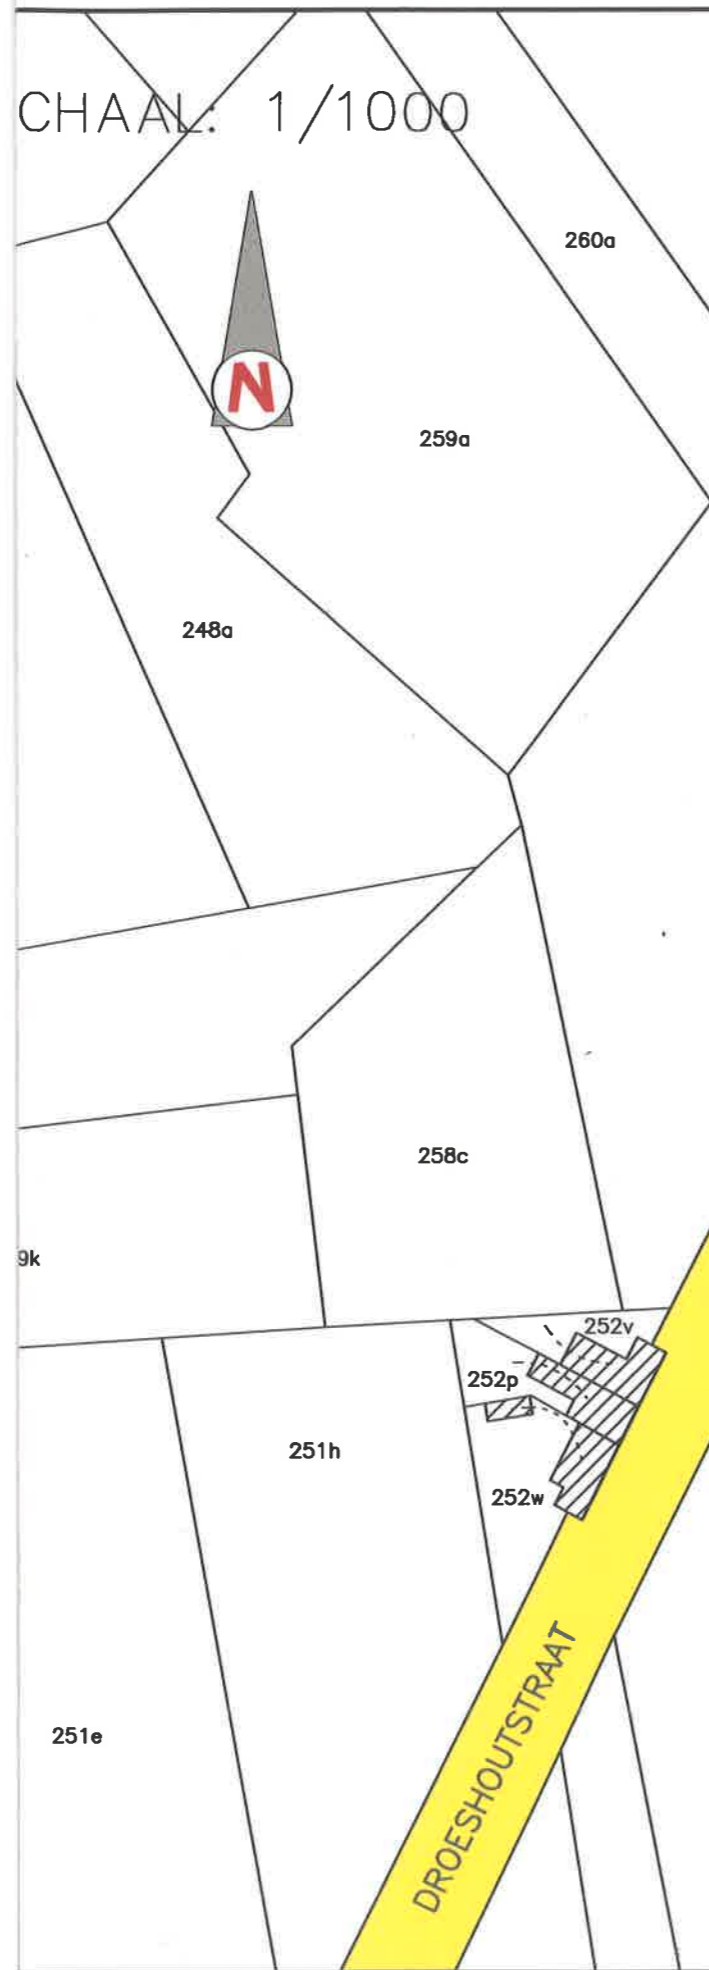 CHAAL: 1/1000
260a
N
259a
248a
258c
9k
252v
252p
251h
252w
251e
DROESHOUTSTRAAT